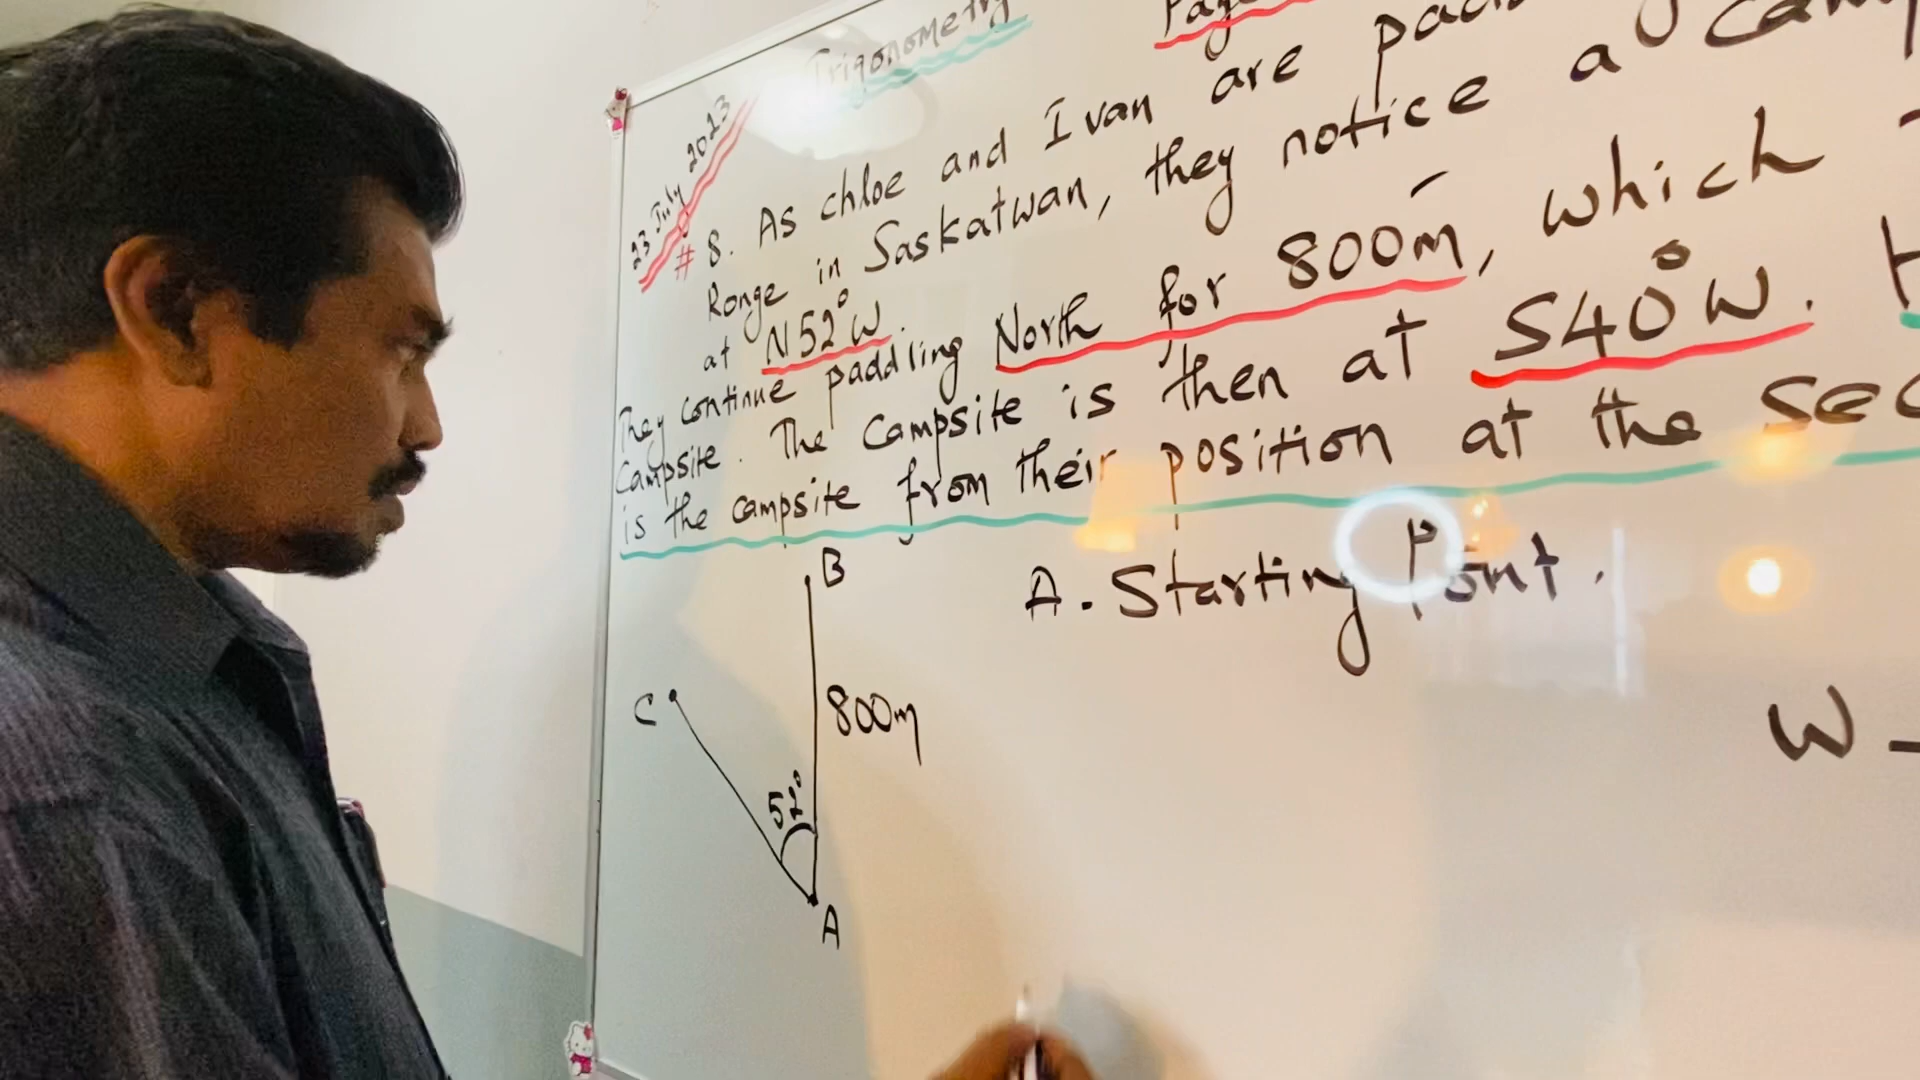 Trigonometry
Page
23 July 2023
# 8. As chloe and Ivan are
Ronge in Saskatwan, they notice a
at N52°W.
They continue paddling North for 800m, which
Campsite. The Campsite is then at S40°W.
is the campsite from their position at the
B
A. Starting Point.
C
800m
W
52°
A